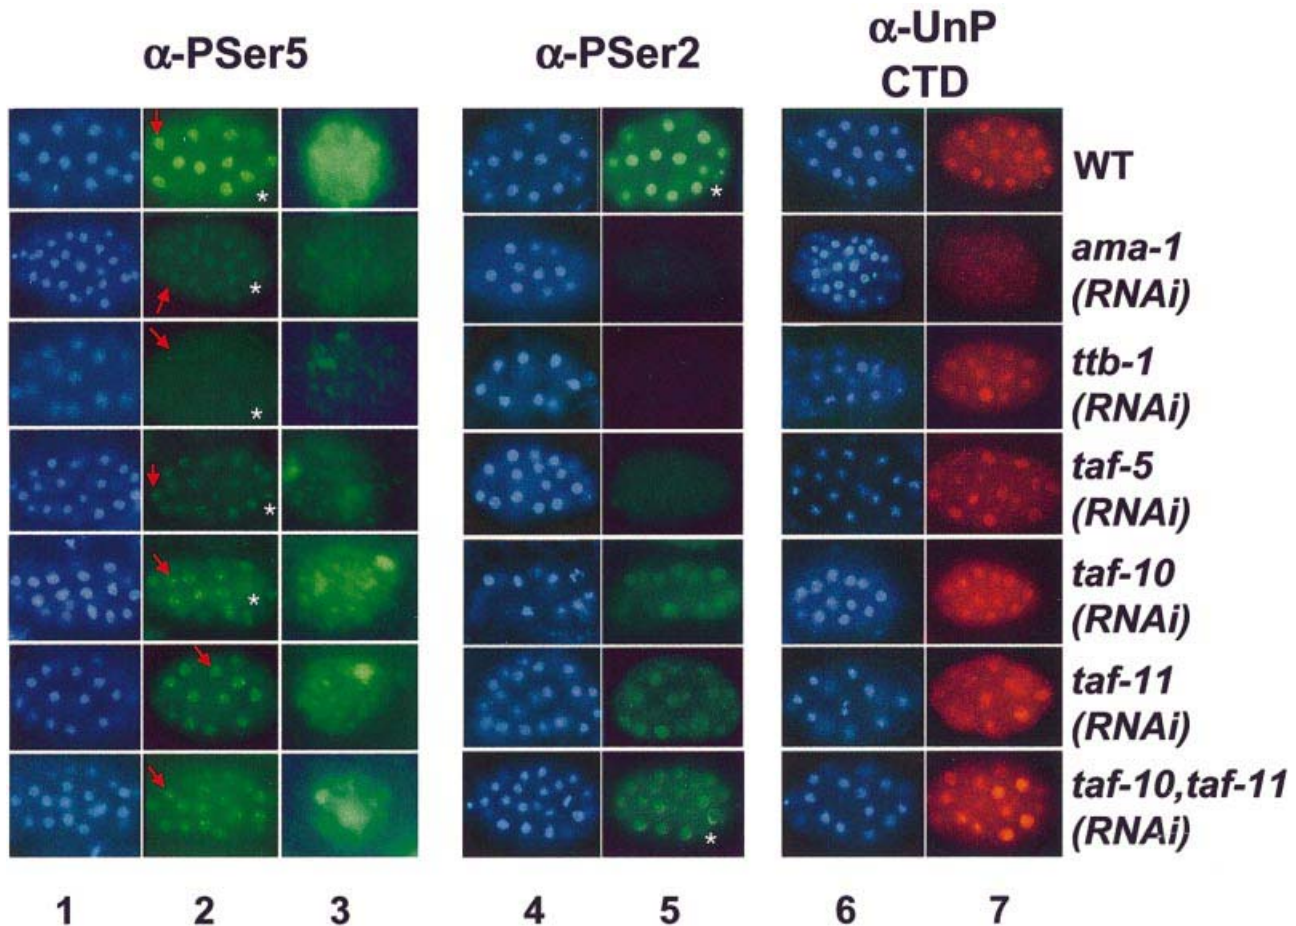 α-PSer5
α-PSer2
α-UnP
CTD
WT
ama-1
(RNAi)
ttb-1
(RNAi)
taf-5
(RNAi)
taf-10
(RNAi)
taf-11
(RNAi)
taf-10,taf-11
(RNAi)
1 2 3 4 5 6 7